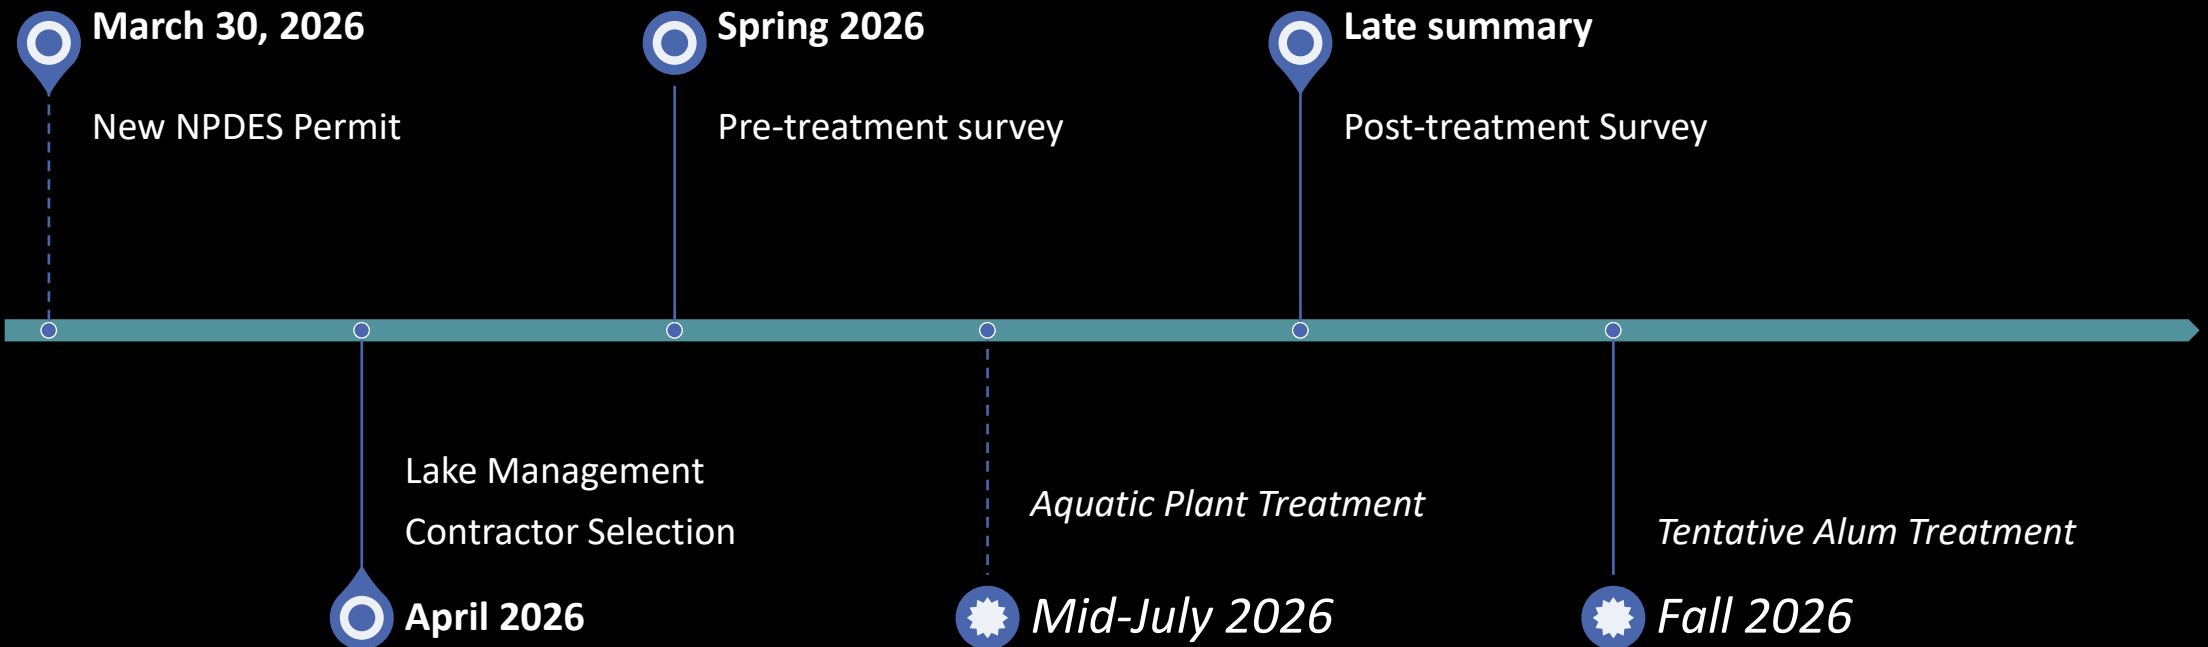 March 30, 2026
New NPDES Permit
Lake Management
Contractor Selection
April 2026
Spring 2026
Pre-treatment survey
Aquatic Plant Treatment
Mid-July 2026
Late summary
Post-treatment Survey
Tentative Alum Treatment
Fall 2026